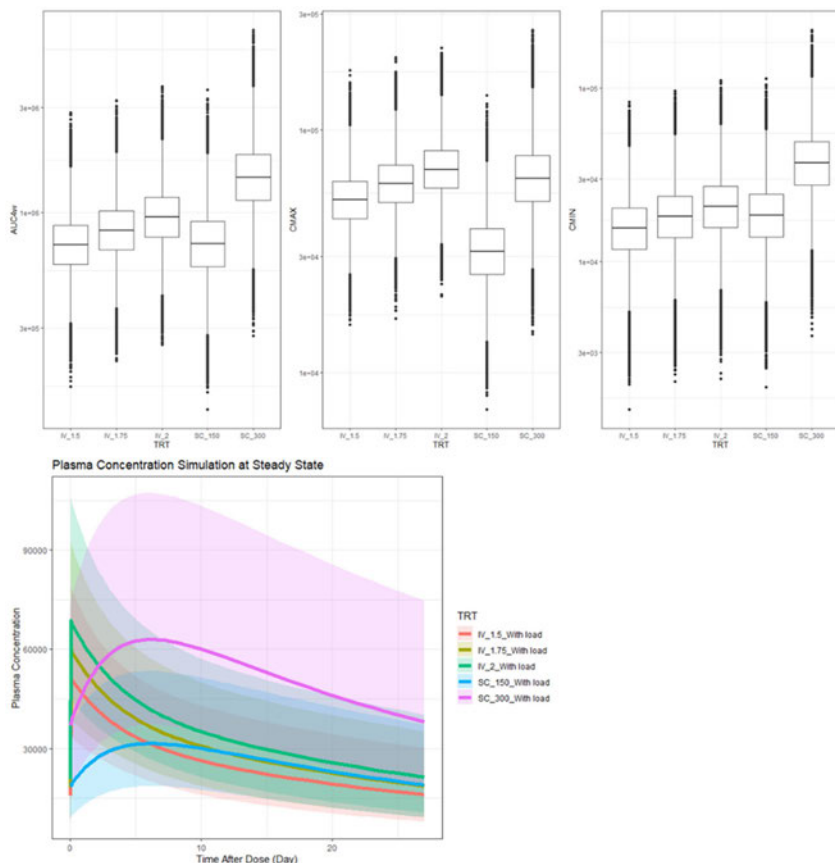 3e+06
1e+06
3e+05
AUC4w
IV_1.5
IV_1.75
IV_2
SC_150
SC_300
TRT
3e+05
1e+05
3e+04
1e+04
CMAX
IV_1.5
IV_1.75
IV_2
SC_150
SC_300
TRT
1e+05
3e+04
1e+04
3e+03
CMIN
IV_1.5
IV_1.75
IV_2
SC_150
SC_300
TRT
Plasma Concentration Simulation at Steady State
90000
60000
30000
Plasma Concentration
0
10
20
Time After Dose (Day)
TRT
IV_1.5_With load
IV_1.75_With load
IV_2_With load
SC_150_With load
SC_300_With load